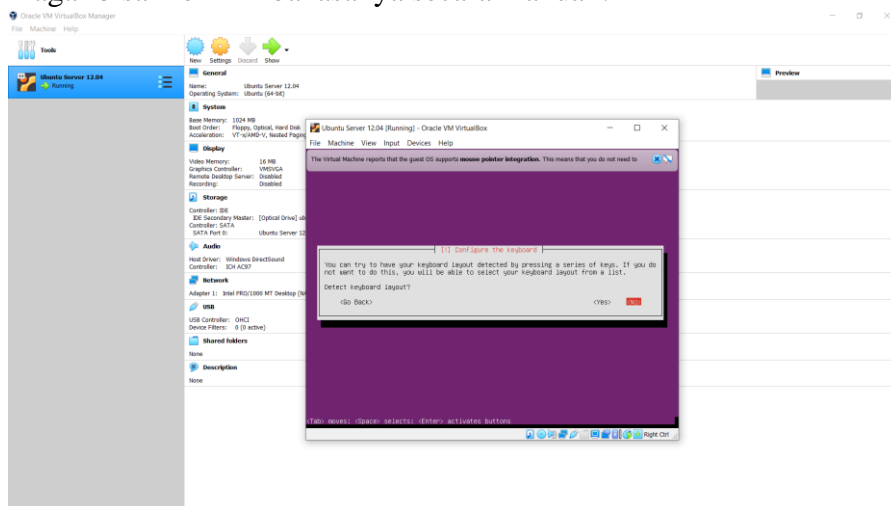 Oracle VM VirtualBox Manager
File Machine Help
Tools
New Settings Discard Show
Ubuntu Server 12.04
Running
General
Name: Ubuntu Server 12.04
Operating System: Ubuntu (64-bit)
System
Base Memory: 1024 MB
Boot Order: Floppy, Optical, Hard Disk
Acceleration: VT-x/AMD-V, Nested Paging
Display
Video Memory: 16 MB
Graphics Controller: VMSVGA
Remote Desktop Server: Disabled
Recording: Disabled
Storage
Controller: IDE
IDE Secondary Master: [Optical Drive] ub
Controller: SATA
SATA Port 0: Ubuntu Server 12
Audio
Host Driver: Windows DirectSound
Controller: ICH AC97
Network
Adapter 1: Intel PRO/1000 MT Desktop (NA
USB
USB Controller: OHCI
Device Filters: 0 (0 active)
Shared folders
None
Description
None
Preview
Ubuntu Server 12.04 [Running] - Oracle VM VirtualBox
File Machine View Input Devices Help
The Virtual Machine reports that the guest OS supports mouse pointer integration. This means that you do not need to
[!] Configure the keyboard
You can try to have your keyboard layout detected by pressing a series of keys. If you do
not want to do this, you will be able to select your keyboard layout from a list.
Detect keyboard layout?
<Go Back> <Yes> <No>
<Tab> moves; <Space> selects; <Enter> activates buttons
Right Ctrl